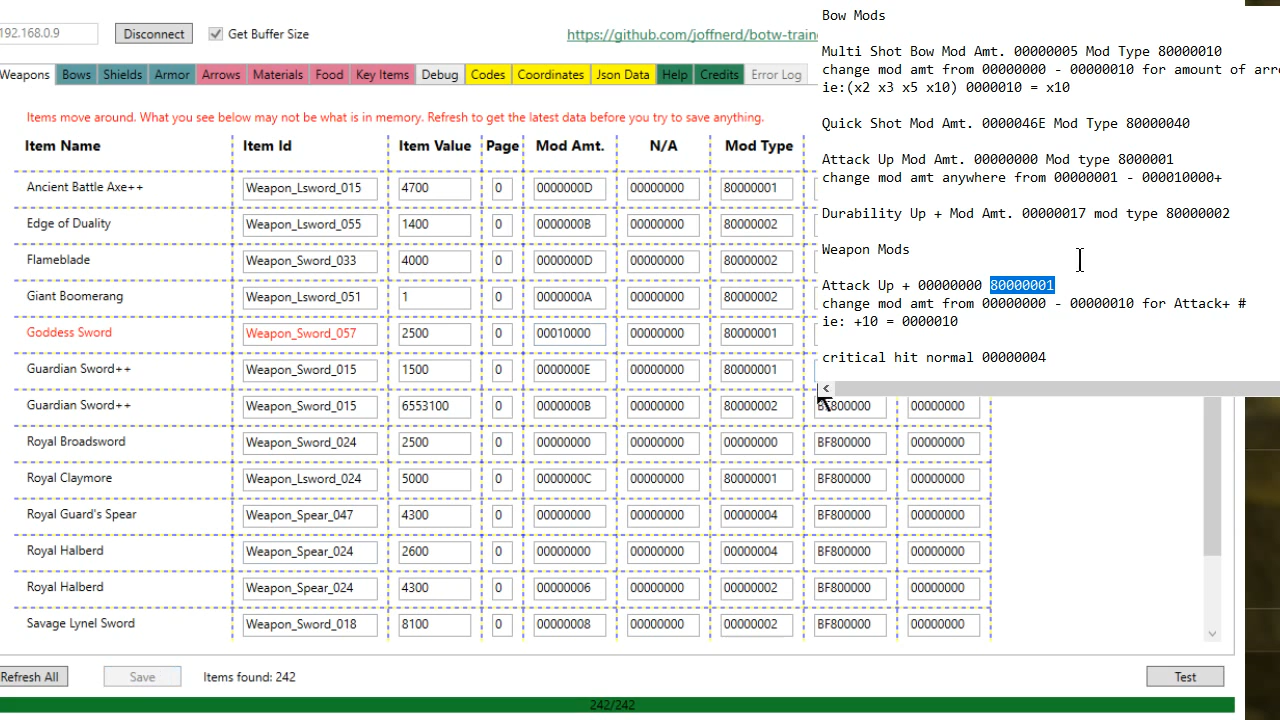 192.168.0.9 Disconnect Get Buffer Size https://github.com/joffnerd/botw-train
Weapons Bows Shields Armor Arrows Materials Food Key Items Debug Codes Coordinates Json Data Help Credits Error Log
Items move around. What you see below may not be what is in memory. Refresh to get the latest data before you try to save anything.
Item Name Item Id Item Value Page Mod Amt. N/A Mod Type
Ancient Battle Axe++ Weapon_Lsword_015 4700 0 0000000D 00000000 80000001
Edge of Duality Weapon_Lsword_055 1400 0 0000000B 00000000 80000002
Flameblade Weapon_Sword_033 4000 0 0000000D 00000000 80000002
Giant Boomerang Weapon_Lsword_051 1 0 0000000A 00000000 80000002
Goddess Sword Weapon_Sword_057 2500 0 00010000 00000000 80000001
Guardian Sword++ Weapon_Sword_015 1500 0 0000000E 00000000 80000001
Guardian Sword++ Weapon_Sword_015 6553100 0 0000000B 00000000 80000002 BF800000 00000000
Royal Broadsword Weapon_Sword_024 2500 0 00000000 00000000 00000000 BF800000 00000000
Royal Claymore Weapon_Lsword_024 5000 0 0000000C 00000000 80000001 BF800000 00000000
Royal Guard's Spear Weapon_Spear_047 4300 0 00000000 00000000 00000004 BF800000 00000000
Royal Halberd Weapon_Spear_024 2600 0 00000000 00000000 00000004 BF800000 00000000
Royal Halberd Weapon_Spear_024 4300 0 00000006 00000000 00000002 BF800000 00000000
Savage Lynel Sword Weapon_Sword_018 8100 0 00000008 00000000 00000002 BF800000 00000000
Refresh All Save Items found: 242 Test
242/242
Bow Mods
Multi Shot Bow Mod Amt. 00000005 Mod Type 80000010
change mod amt from 00000000 - 00000010 for amount of
ie:(x2 x3 x5 x10) 0000010 = x10
Quick Shot Mod Amt. 0000046E Mod Type 80000040
Attack Up Mod Amt. 00000000 Mod type 8000001
change mod amt anywhere from 00000001 - 000010000+
Durability Up + Mod Amt. 00000017 mod type 80000002
Weapon Mods
Attack Up + 00000000 80000001
change mod amt from 00000000 - 00000010 for Attack+ #
ie: +10 = 0000010
critical hit normal 00000004